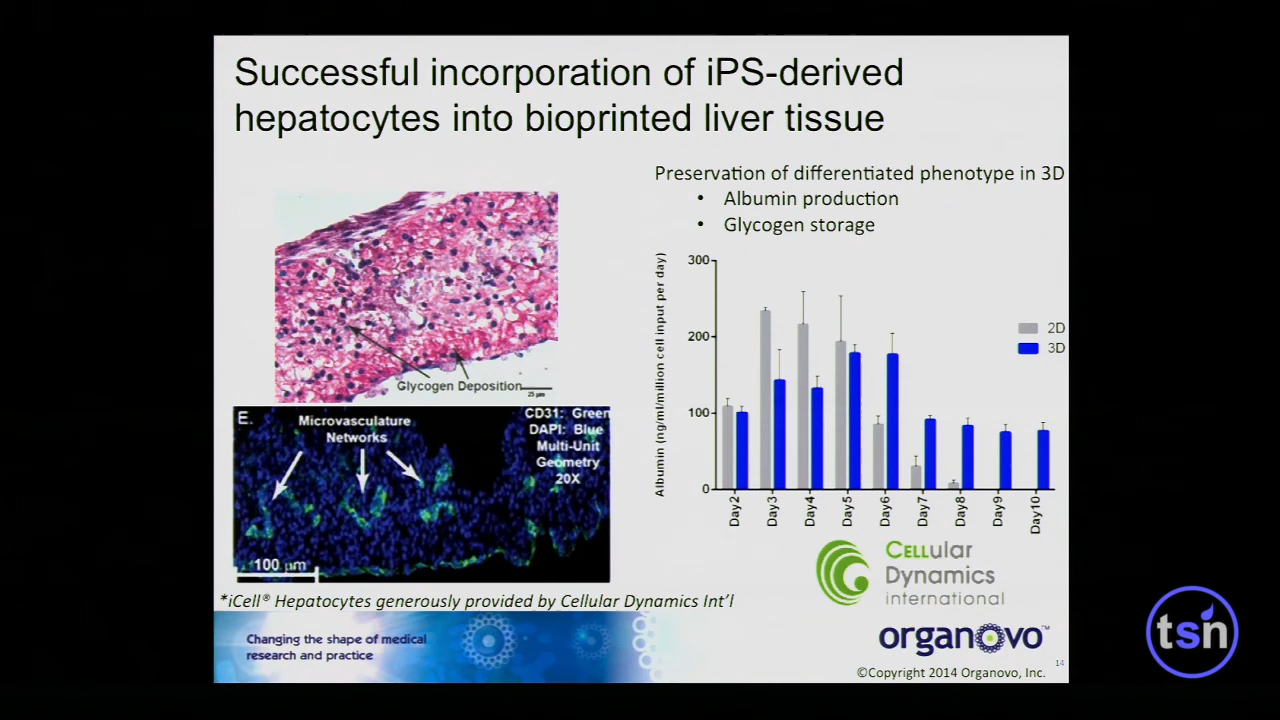 Successful incorporation of iPS-derived
hepatocytes into bioprinted liver tissue
Preservation of differentiated phenotype in 3D
• Albumin production
• Glycogen storage
Glycogen Deposition
25 µm
E.
Microvasculature
Networks
CD31: Green
DAPI: Blue
Multi-Unit
Geometry
20X
100 µm
Albumin (ng/ml/million cell input per day)
300
200
100
0
2D
3D
Day2
Day3
Day4
Day5
Day6
Day7
Day8
Day9
Day10
*iCell® Hepatocytes generously provided by Cellular Dynamics Int'l
CELLular
Dynamics
international
Changing the shape of medical
research and practice
organovo™
14
©Copyright 2014 Organovo, Inc.
tsn